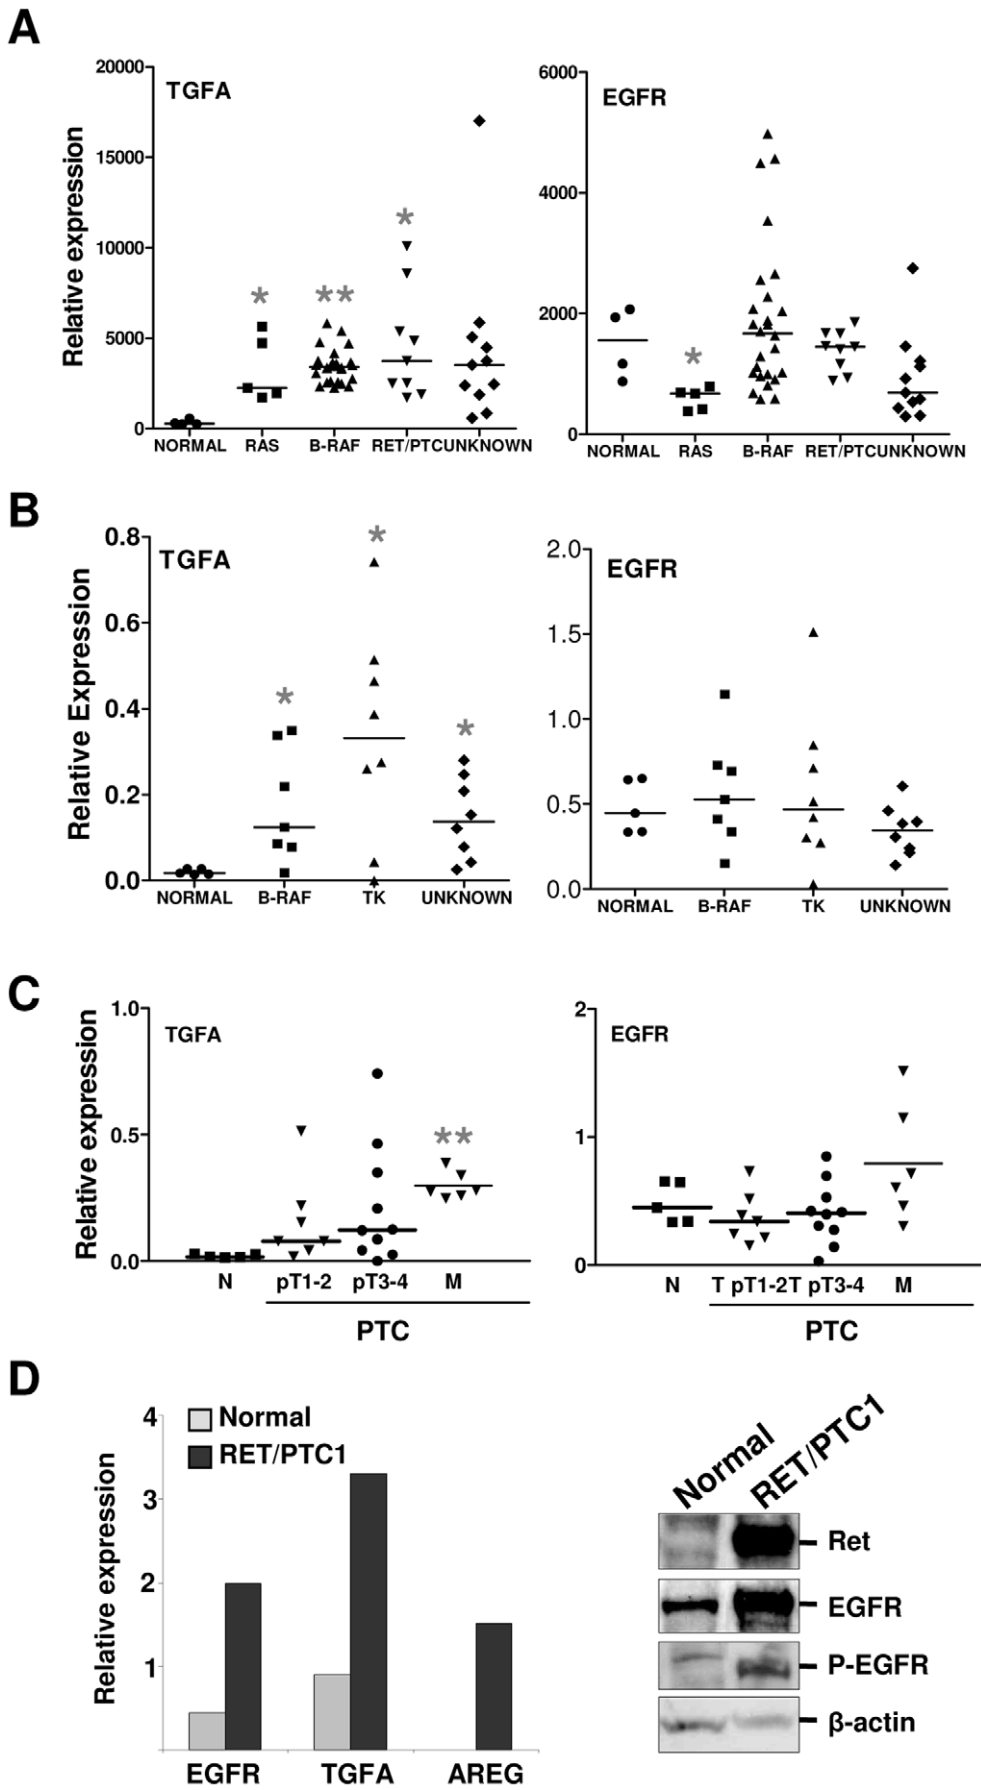 A
TGFA
EGFR
Relative expression
20000
15000
10000
5000
0
6000
4000
2000
0
*
**
*
*
NORMAL RAS B-RAF RET/PTCUNKNOWN
NORMAL RAS B-RAF RET/PTCUNKNOWN
B
TGFA
EGFR
Relative Expression
0.8
0.6
0.4
0.2
0.0
2.0
1.5
1.0
0.5
0.0
*
*
*
NORMAL B-RAF TK UNKNOWN
NORMAL B-RAF TK UNKNOWN
C
TGFA
EGFR
Relative expression
1.0
0.5
0.0
2
1
0
**
N pT1-2 pT3-4 M
PTC
N T pT1-2T pT3-4 M
PTC
D
Relative expression
4
3
2
1
Normal
RET/PTC1
EGFR TGFA AREG
Normal
RET/PTC1
Ret
EGFR
P-EGFR
β-actin